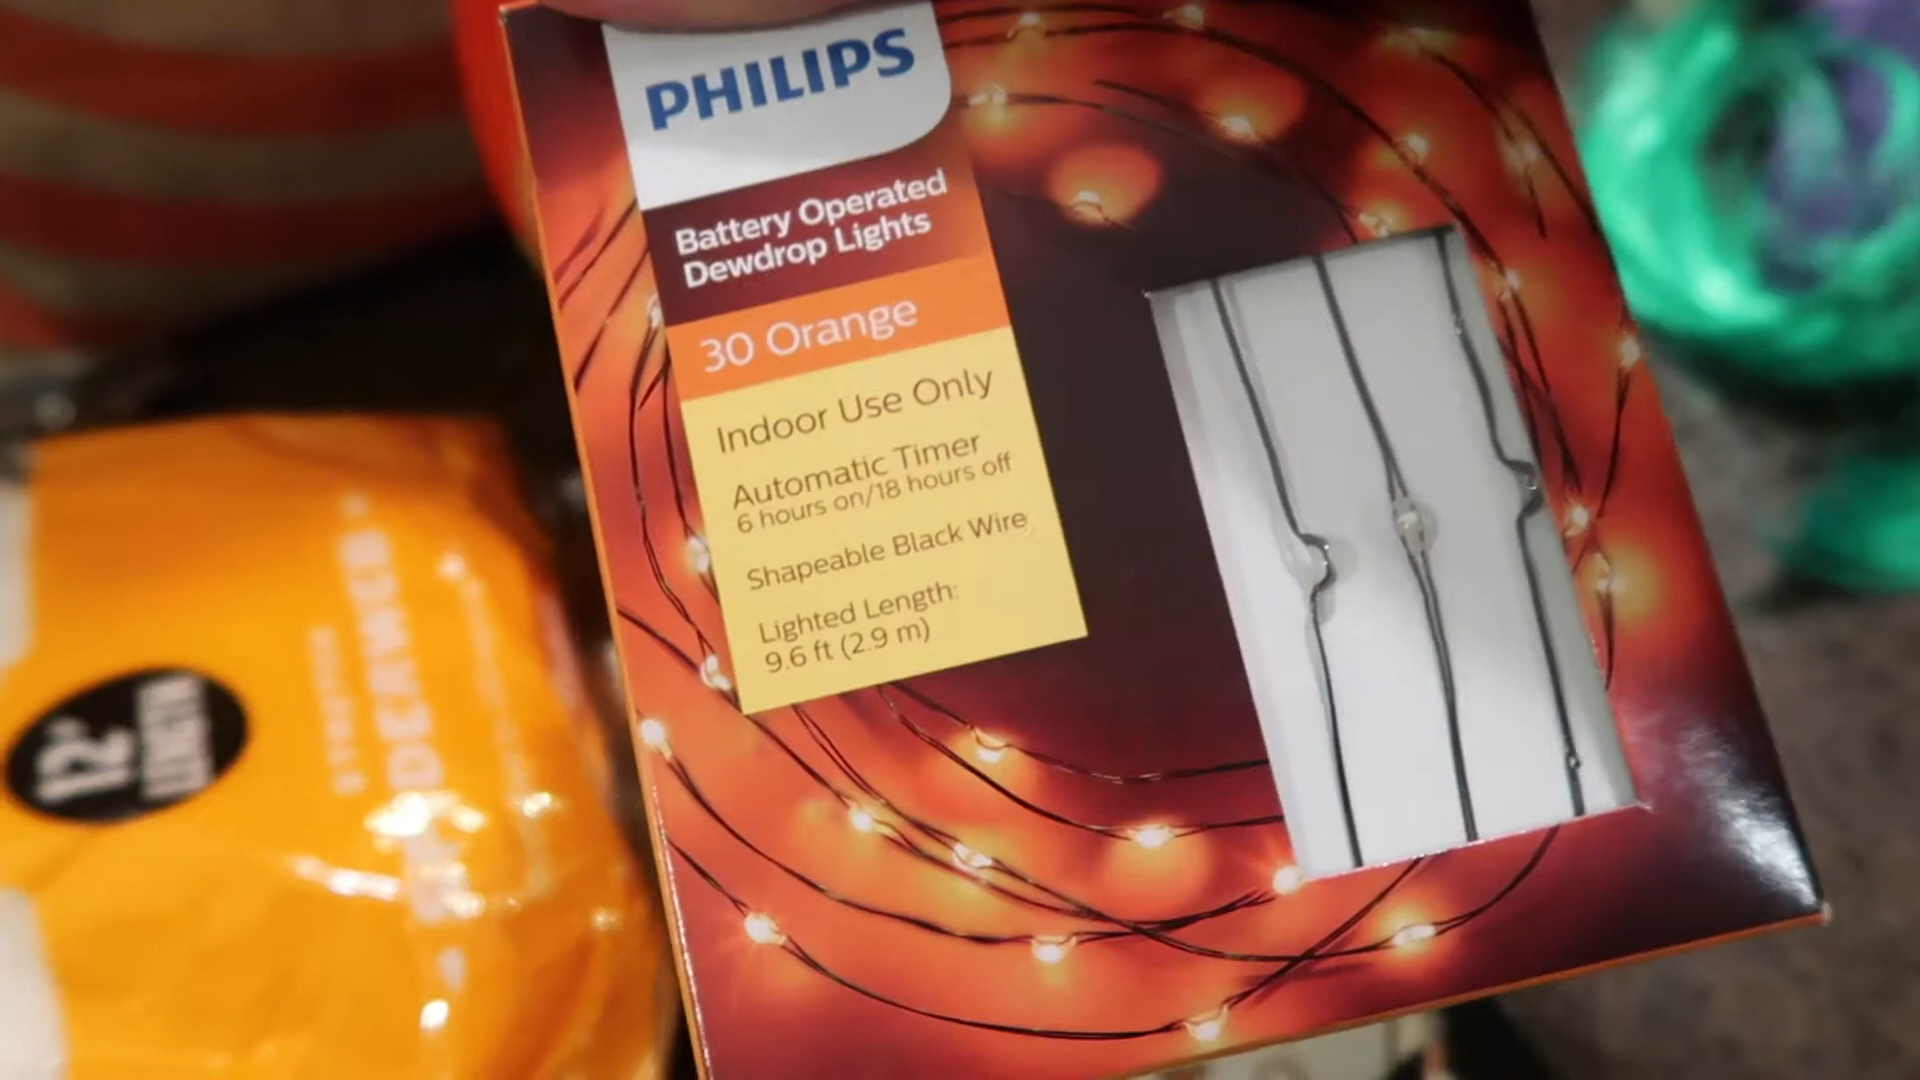 PHILIPS
Battery Operated
Dewdrop Lights
30 Orange
Indoor Use Only
Automatic Timer
6 hours on/18 hours off
Shapeable Black Wire
Lighted Length:
9.6 ft (2.9 m)
12'
LENGTH